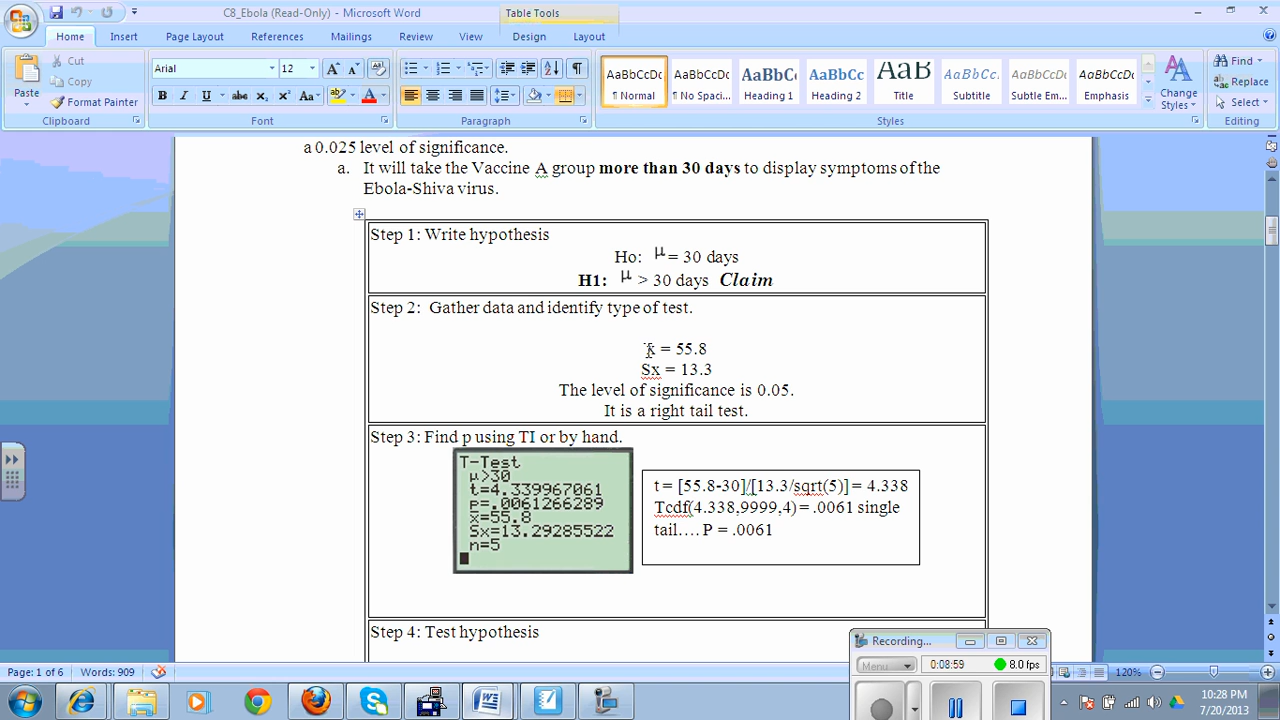 C8_Ebola (Read-Only) - Microsoft Word
Table Tools
Home Insert Page Layout References Mailings Review View Design Layout
Paste
Cut
Copy
Format Painter
Clipboard
Arial 12
Font
Paragraph
AaBbCcDc AaBbCcDc AaBbC AaBbCc AaB AaBbCcL AaBbCcDc AaBbCcDc
¶ Normal ¶ No Spaci... Heading 1 Heading 2 Title Subtitle Subtle Em... Emphasis
Change Styles
Styles
Find
Replace
Select
Editing
a 0.025 level of significance.
a. It will take the Vaccine A group more than 30 days to display symptoms of the
Ebola-Shiva virus.
Step 1: Write hypothesis
Ho: μ = 30 days
H1: μ > 30 days Claim
Step 2: Gather data and identify type of test.
x̄ = 55.8
Sx = 13.3
The level of significance is 0.05.
It is a right tail test.
Step 3: Find p using TI or by hand.
T-Test
μ>30
t=4.339967061
p=.0061266289
x̄=55.8
Sx=13.29285522
n=5
t = [55.8-30]/[13.3/sqrt(5)] = 4.338
Tcdf(4.338,9999,4) = .0061 single
tail.... P = .0061
Step 4: Test hypothesis
Recording...
Menu 0:08:59 8.0 fps
Page: 1 of 6 Words: 909 120%
10:28 PM
7/20/2013